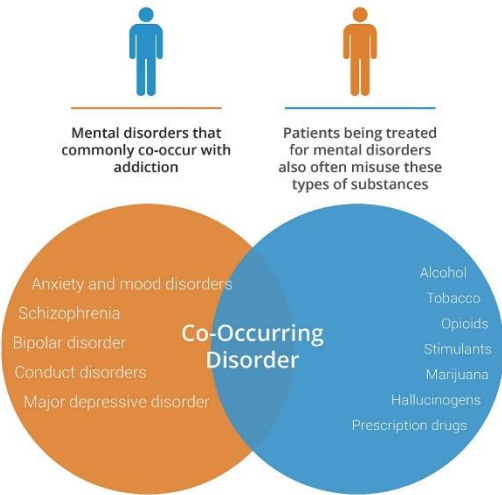 Mental disorders that
commonly co-occur with
addiction
Patients being treated
for mental disorders
also often misuse these
types of substances
Anxiety and mood disorders
Schizophrenia
Bipolar disorder
Conduct disorders
Major depressive disorder
Co-Occurring
Disorder
Alcohol
Tobacco
Opioids
Stimulants
Marijuana
Hallucinogens
Prescription drugs